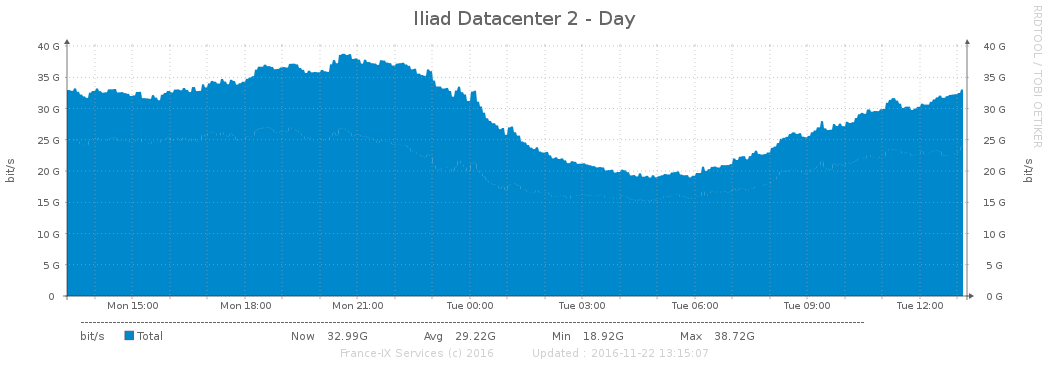 Iliad Datacenter 2 - Day
RRDTOOL / TOBI OETIKER
bit/s
40 G
35 G
30 G
25 G
20 G
15 G
10 G
5 G
0
40 G
35 G
30 G
25 G
20 G
15 G
10 G
5 G
0 G
bit/s
Mon 15:00 Mon 18:00 Mon 21:00 Tue 00:00 Tue 03:00 Tue 06:00 Tue 09:00 Tue 12:00
bit/s Total Now 32.99G Avg 29.22G Min 18.92G Max 38.72G
France-IX Services (c) 2016 Updated : 2016-11-22 13:15:07